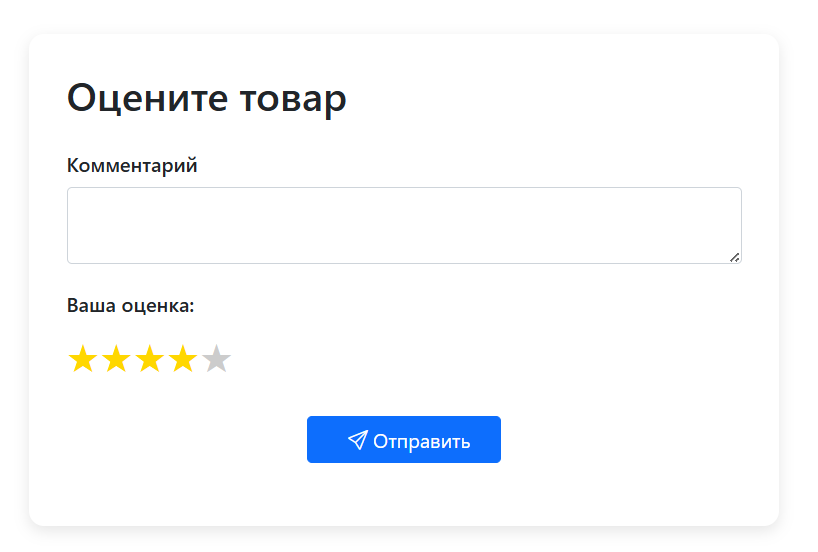 Оцените товар
Комментарий
Ваша оценка:
Отправить